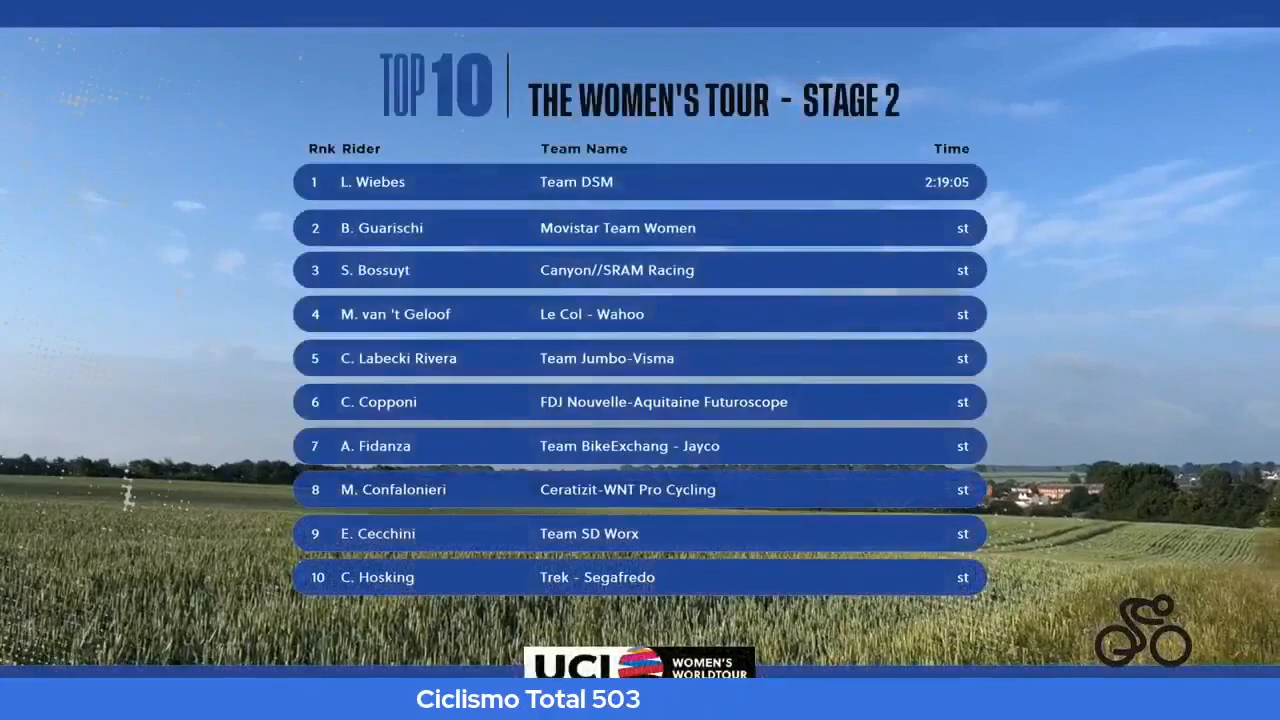 TOP 10 THE WOMEN'S TOUR - STAGE 2
Rnk Rider Team Name Time
1 L. Wiebes Team DSM 2:19:05
2 B. Guarischi Movistar Team Women st
3 S. Bossuyt Canyon//SRAM Racing st
4 M. van 't Geloof Le Col - Wahoo st
5 C. Labecki Rivera Team Jumbo-Visma st
6 C. Copponi FDJ Nouvelle-Aquitaine Futuroscope st
7 A. Fidanza Team BikeExchang - Jayco st
8 M. Confalonieri Ceratizit-WNT Pro Cycling st
9 E. Cecchini Team SD Worx st
10 C. Hosking Trek - Segafredo st
UCI WOMEN'S
WORLDTOUR
Ciclismo Total 503